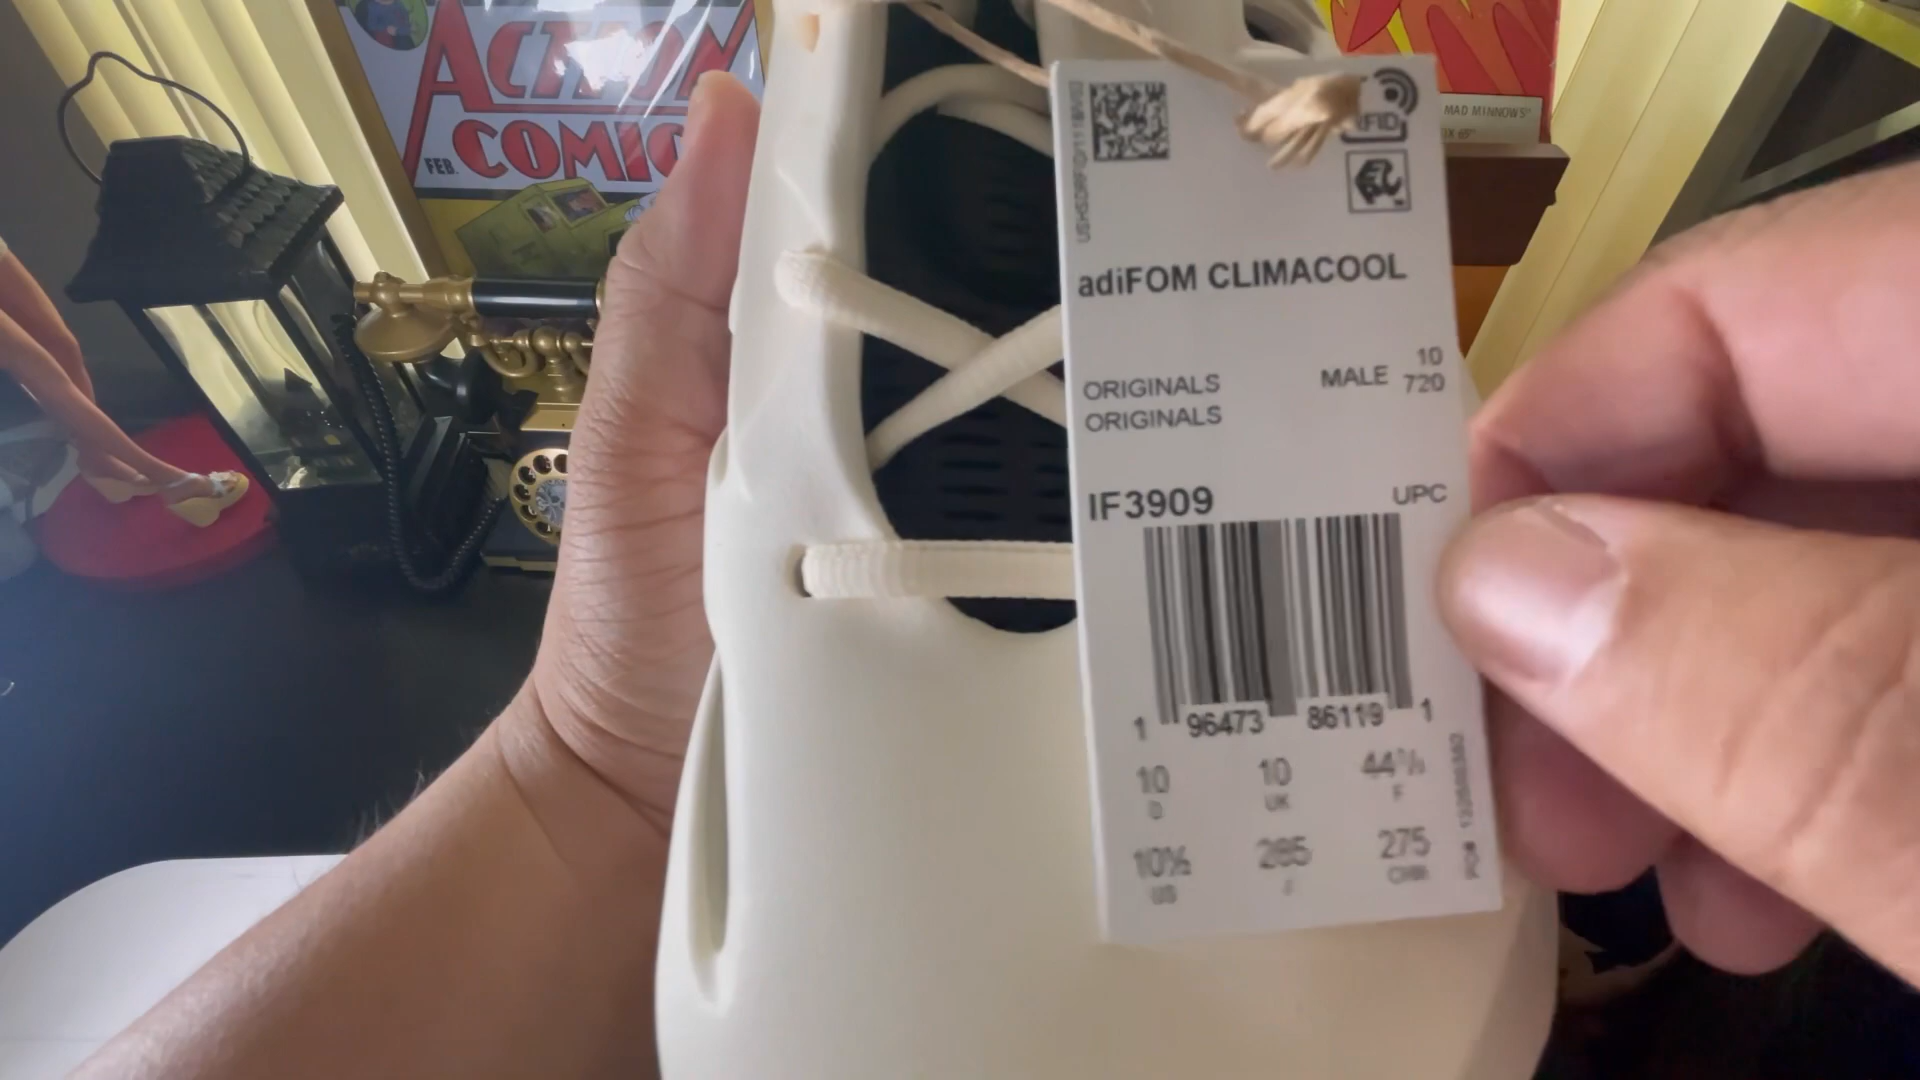 ACTION
COMIC
FEB.
MAD MINNOWS"
RFID
adiFOM CLIMACOOL
ORIGINALS
ORIGINALS
MALE
10
720
IF3909
UPC
1 96473 86119 1
10 10 44⅔
D UK F
10½ 285 275
US J CHN